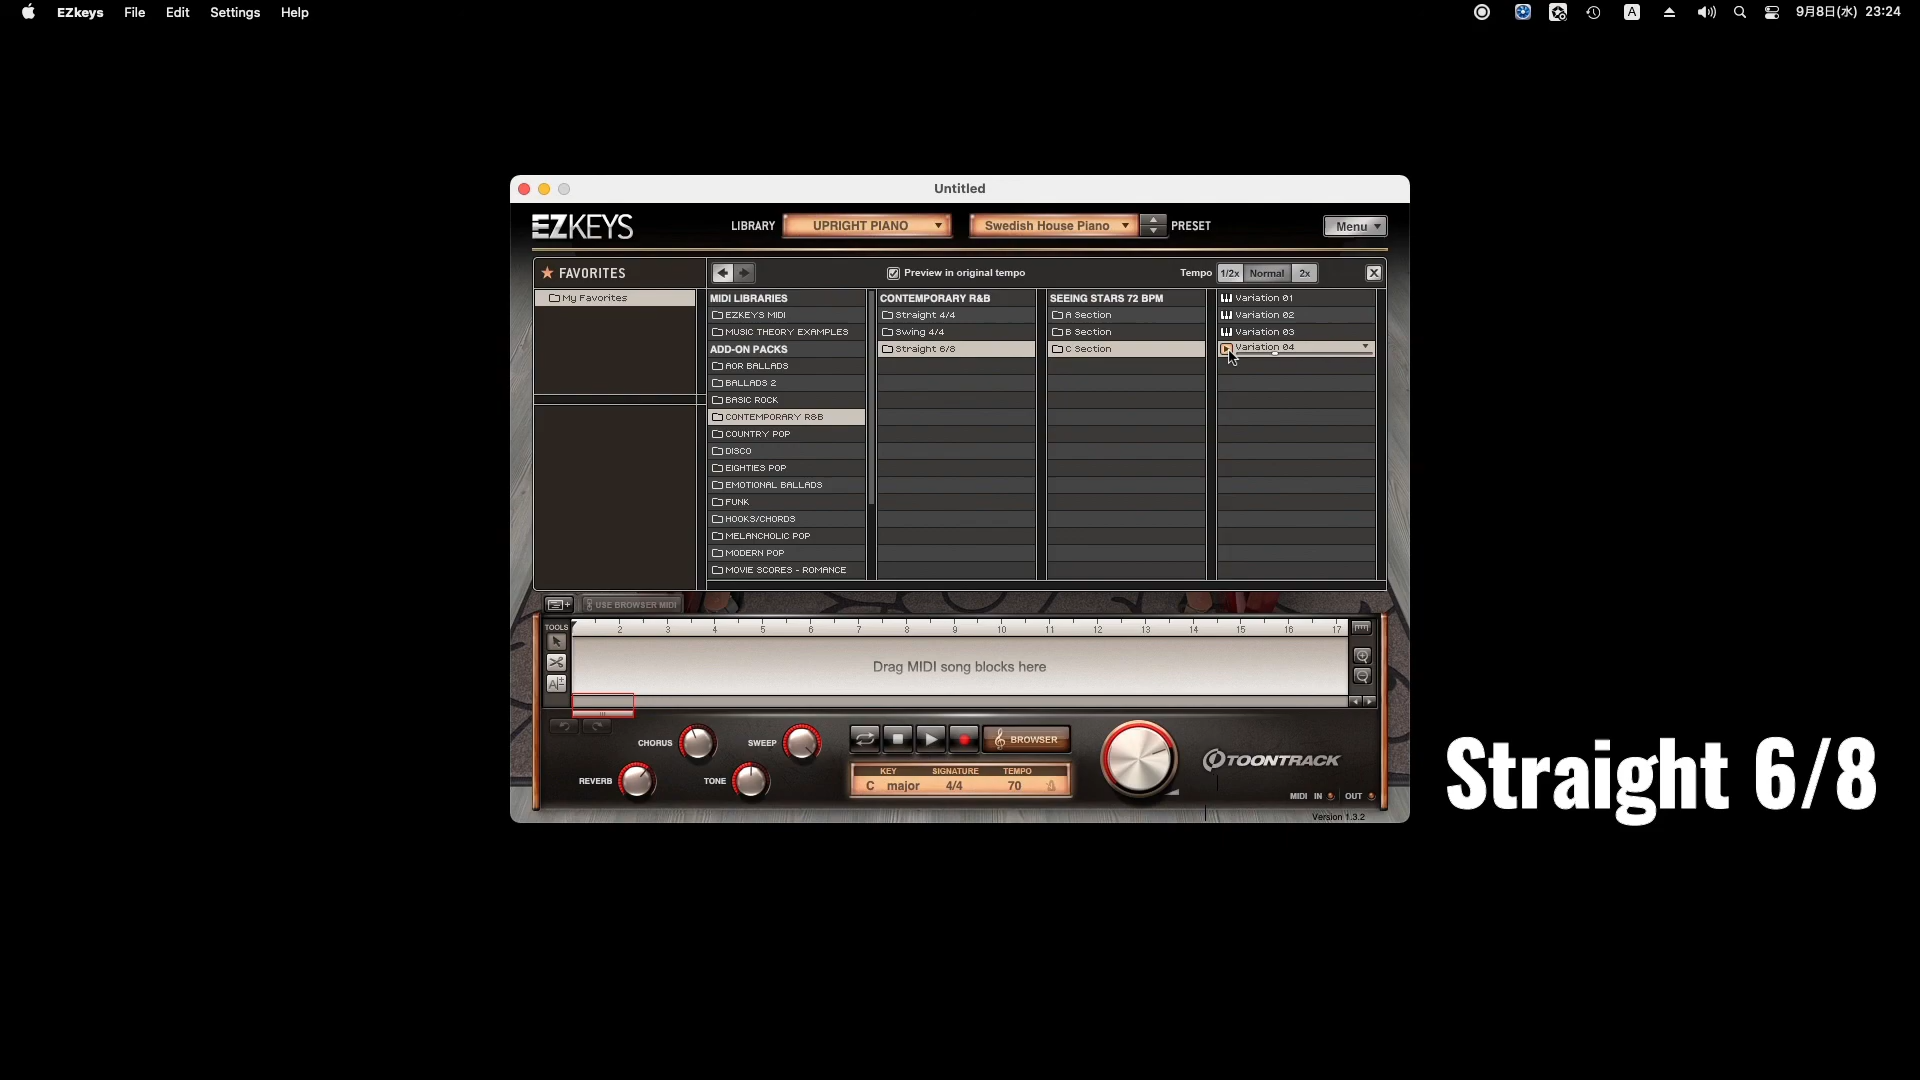 EZkeys File Edit Settings Help
A 9月8日(水) 23:24
Untitled
EZKEYS LIBRARY UPRIGHT PIANO Swedish House Piano PRESET Menu
FAVORITES Preview in original tempo Tempo 1/2x Normal 2x X
My Favorites
MIDI LIBRARIES
EZKEYS MIDI
MUSIC THEORY EXAMPLES
ADD-ON PACKS
AOR BALLADS
BALLADS 2
BASIC ROCK
CONTEMPORARY R&B
COUNTRY POP
DISCO
EIGHTIES POP
EMOTIONAL BALLADS
FUNK
HOOKS/CHORDS
MELANCHOLIC POP
MODERN POP
MOVIE SCORES - ROMANCE
CONTEMPORARY R&B
Straight 4/4
Swing 4/4
Straight 6/8
SEEING STARS 72 BPM
A Section
B Section
C Section
Variation 01
Variation 02
Variation 03
Variation 04
USE BROWSER MIDI
TOOLS
2 3 4 5 6 7 8 9 10 11 12 13 14 15 16 17
Drag MIDI song blocks here
CHORUS SWEEP BROWSER
REVERB TONE
KEY SIGNATURE TEMPO
C major 4/4 70
TOONTRACK
MIDI IN OUT
Version 1.3.2
Straight 6/8